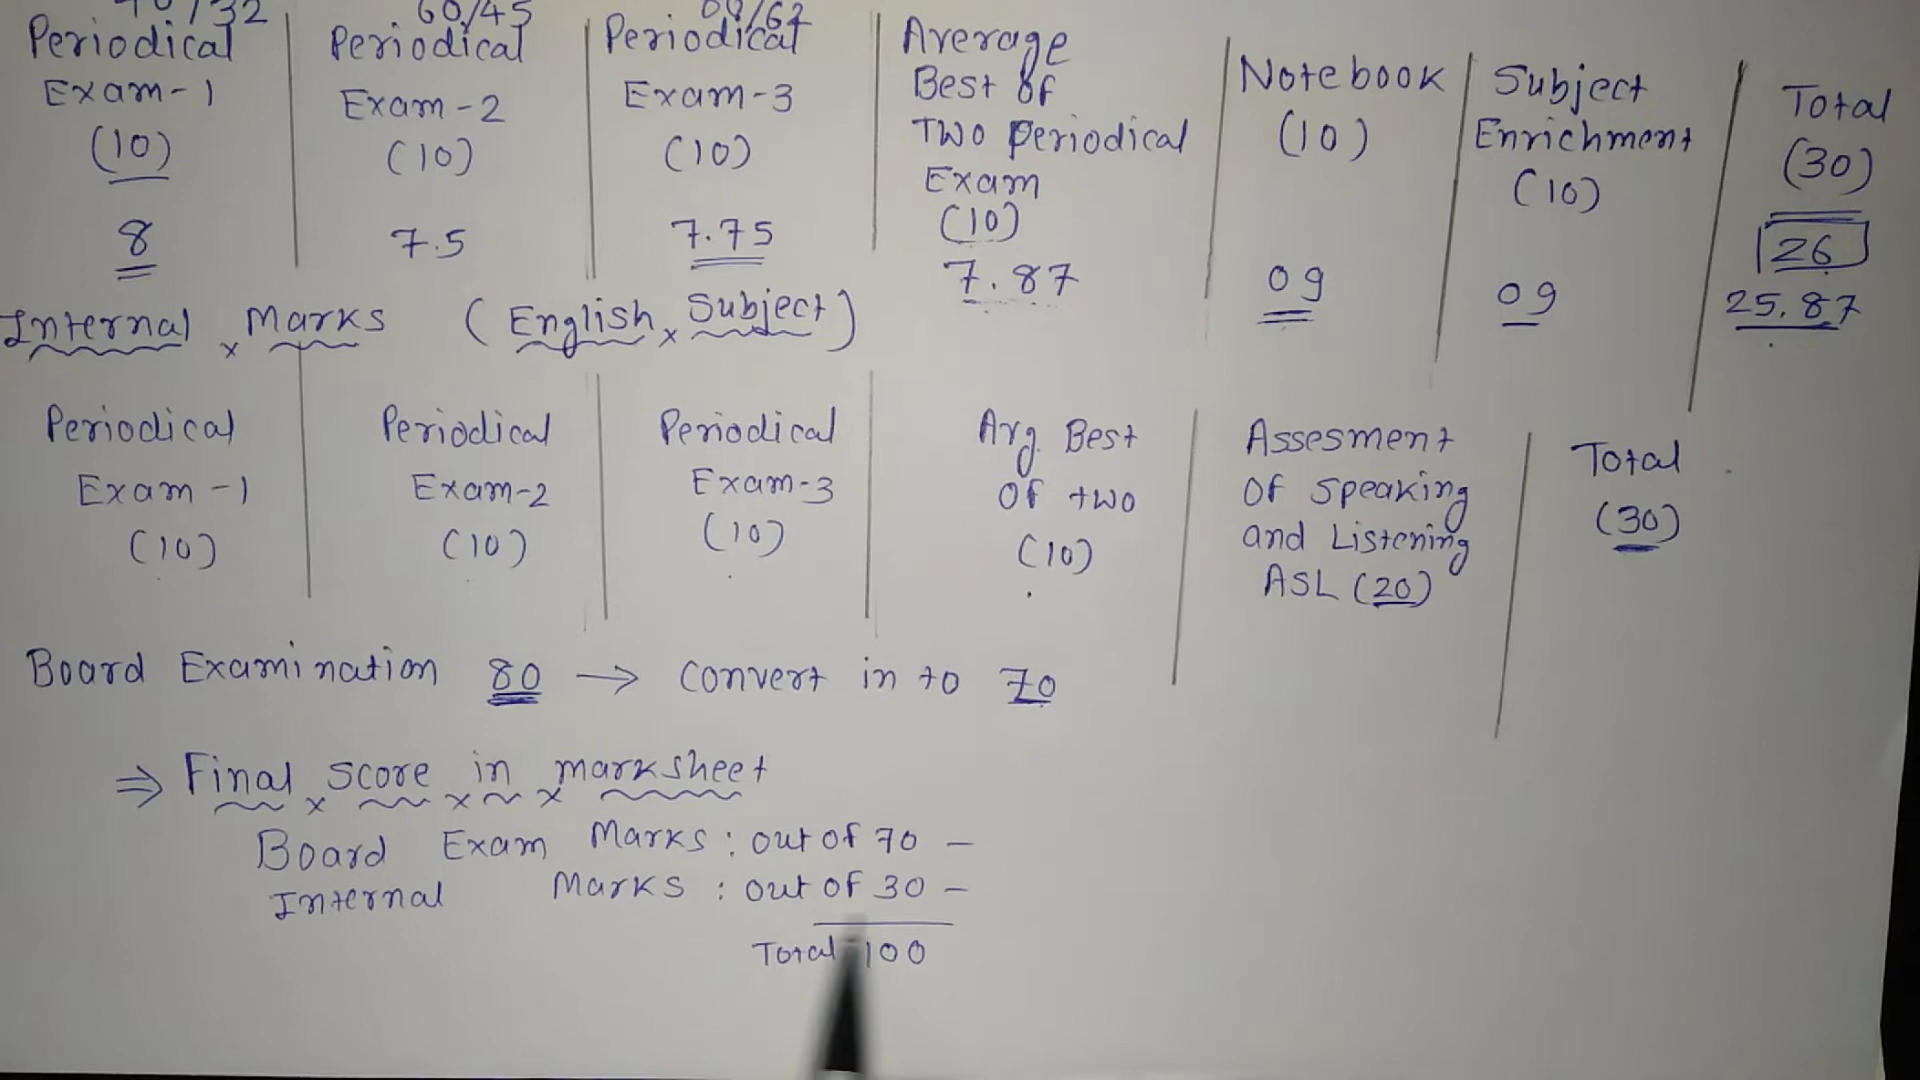 60/45
Periodical
Exam-1
(10)
8
Periodical
Exam-2
(10)
7.5
Periodical
Exam-3
(10)
7.75
Average
Best of
Two Periodical
Exam
(10)
7.87
Notebook
(10)
09
Subject
Enrichment
(10)
09
Total
(30)
26
25.87
Internal Marks (English Subject)
Periodical
Exam-1
(10)
Periodical
Exam-2
(10)
Periodical
Exam-3
(10)
Avg. Best
Of two
(10)
Assesment
Of speaking
and Listening
ASL (20)
Total
(30)
Board Examination 80 → convert in to 70
⇒ Final score in marksheet
Board Exam Marks : out of 70 -
Internal Marks : out of 30 -
Total 100